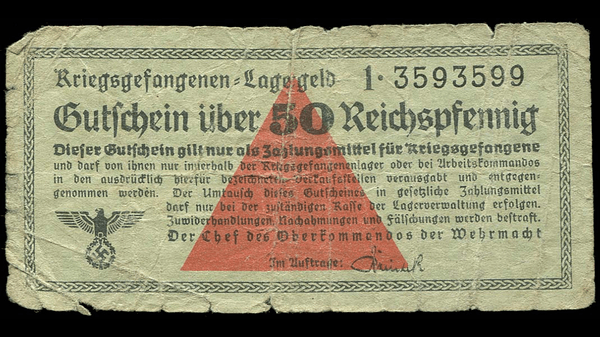 Kriegsgefangenen-Lagergeld 1·3593599
Gutschein über 50 Reichspfennig
Dieser Gutschein gilt nur als Zahlungsmittel für Kriegsgefangene
und darf von ihnen nur innerhalb der Kriegsgefangenenlager oder bei Arbeitskommandos
in den ausdrücklich hierfür bezeichneten Verkaufsstellen verausgabt und entgegen-
genommen werden. Der Umtausch dieses Gutscheines in gesetzliche Zahlungsmittel
darf nur bei der zuständigen Kasse der Lagerverwaltung erfolgen.
Zuwiderhandlungen, Nachahmungen und Fälschungen werden bestraft.
Der Chef des Oberkommandos der Wehrmacht
Im Auftrage: